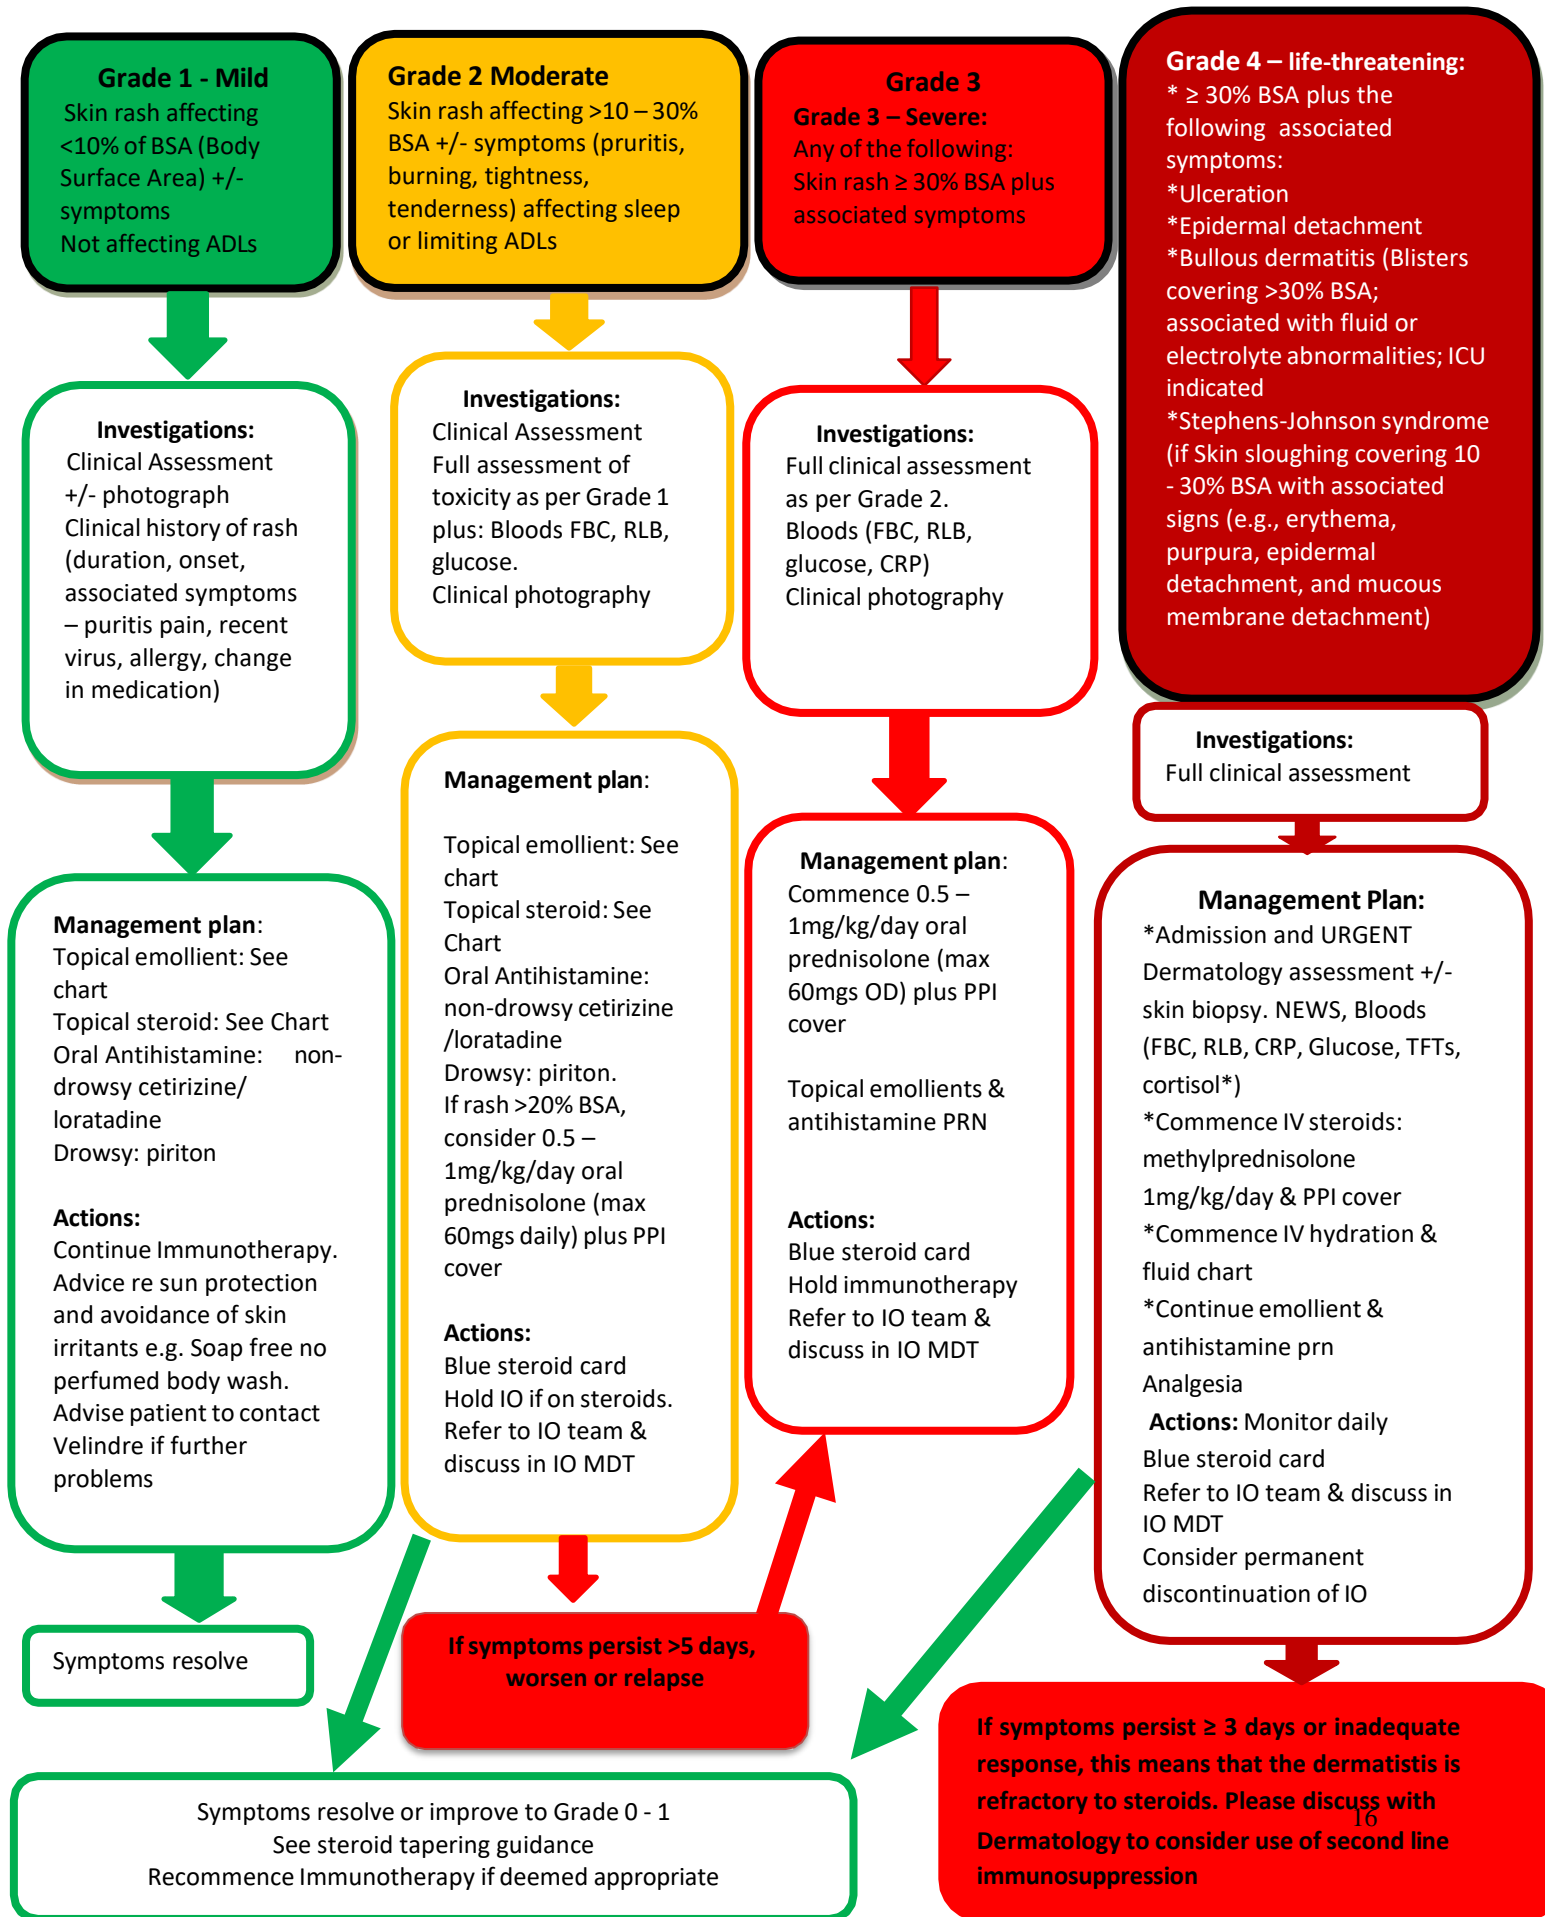 Grade 1 - Mild
Skin rash affecting
<10% of BSA (Body
Surface Area) +/-
symptoms
Not affecting ADLs
Investigations:
Clinical Assessment
+/- photograph
Clinical history of rash
(duration, onset,
associated symptoms
– puritis pain, recent
virus, allergy, change
in medication)
Management plan:
Topical emollient: See
chart
Topical steroid: See Chart
Oral Antihistamine: non-
drowsy cetirizine/
loratadine
Drowsy: piriton
Actions:
Continue Immunotherapy.
Advice re sun protection
and avoidance of skin
irritants e.g. Soap free no
perfumed body wash.
Advise patient to contact
Velindre if further
problems
Symptoms resolve
Grade 2 Moderate
Skin rash affecting >10 – 30%
BSA +/- symptoms (pruritis,
burning, tightness,
tenderness) affecting sleep
or limiting ADLs
Investigations:
Clinical Assessment
Full assessment of
toxicity as per Grade 1
plus: Bloods FBC, RLB,
glucose.
Clinical photography
Management plan:
Topical emollient: See
chart
Topical steroid: See
Chart
Oral Antihistamine:
non-drowsy cetirizine
/loratadine
Drowsy: piriton.
If rash >20% BSA,
consider 0.5 –
1mg/kg/day oral
prednisolone (max
60mgs daily) plus PPI
cover
Actions:
Blue steroid card
Hold IO if on steroids.
Refer to IO team &
discuss in IO MDT
If symptoms persist >5 days,
worsen or relapse
Grade 3
Grade 3 – Severe:
Any of the following:
Skin rash ≥ 30% BSA plus
associated symptoms
Investigations:
Full clinical assessment
as per Grade 2.
Bloods (FBC, RLB,
glucose, CRP)
Clinical photography
Management plan:
Commence 0.5 –
1mg/kg/day oral
prednisolone (max
60mgs OD) plus PPI
cover
Topical emollients &
antihistamine PRN
Actions:
Blue steroid card
Hold immunotherapy
Refer to IO team &
discuss in IO MDT
Grade 4 – life-threatening:
* ≥ 30% BSA plus the
following associated
symptoms:
*Ulceration
*Epidermal detachment
*Bullous dermatitis (Blisters
covering >30% BSA;
associated with fluid or
electrolyte abnormalities; ICU
indicated
*Stephens-Johnson syndrome
(if Skin sloughing covering 10
- 30% BSA with associated
signs (e.g., erythema,
purpura, epidermal
detachment, and mucous
membrane detachment)
Investigations:
Full clinical assessment
Management Plan:
*Admission and URGENT
Dermatology assessment +/-
skin biopsy. NEWS, Bloods
(FBC, RLB, CRP, Glucose, TFTs,
cortisol*)
*Commence IV steroids:
methylprednisolone
1mg/kg/day & PPI cover
*Commence IV hydration &
fluid chart
*Continue emollient &
antihistamine prn
Analgesia
Actions: Monitor daily
Blue steroid card
Refer to IO team & discuss in
IO MDT
Consider permanent
discontinuation of IO
If symptoms persist ≥ 3 days or inadequate
response, this means that the dermatistis is
refractory to steroids. Please discuss with
Dermatology to consider use of second line
immunosuppression
16
Symptoms resolve or improve to Grade 0 - 1
See steroid tapering guidance
Recommence Immunotherapy if deemed appropriate